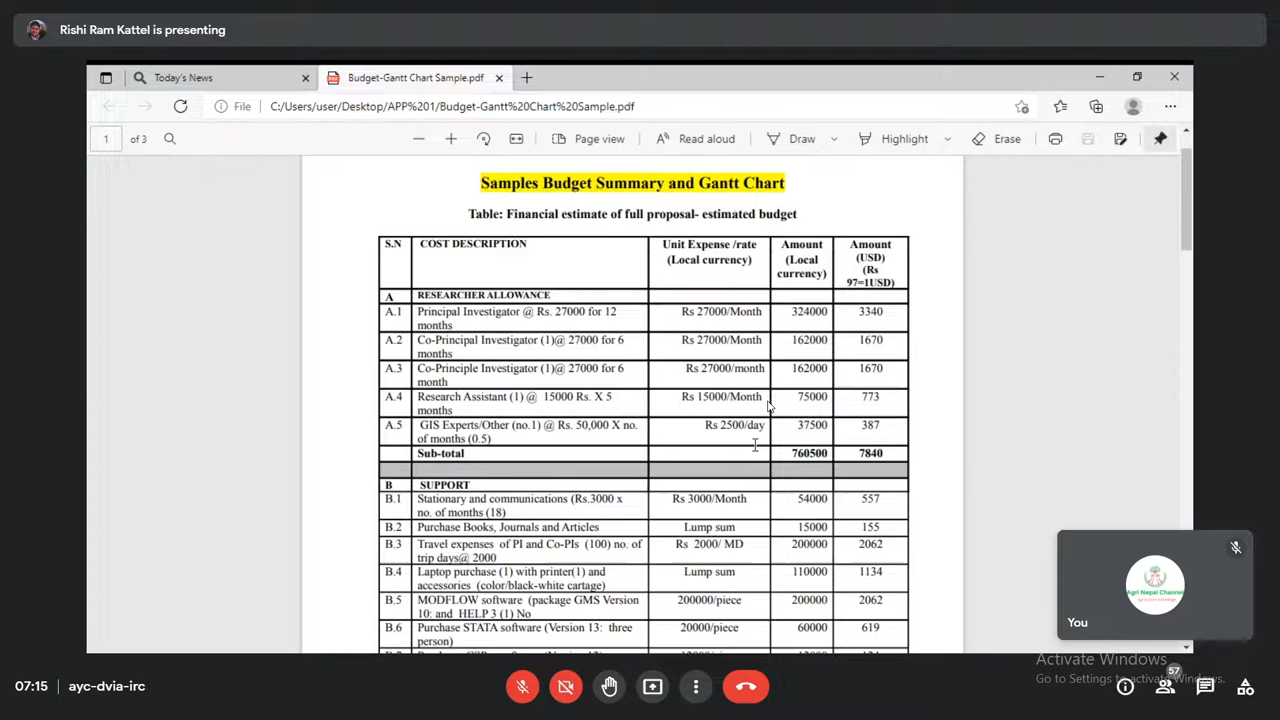 Rishi Ram Kattel is presenting
Today's News
Budget-Gantt Chart Sample.pdf
File C:/Users/user/Desktop/APP%201/Budget-Gantt%20Chart%20Sample.pdf
1 of 3 Page view Read aloud Draw Highlight Erase
Samples Budget Summary and Gantt Chart
Table: Financial estimate of full proposal- estimated budget
S.N COST DESCRIPTION Unit Expense /rate (Local currency) Amount (Local currency) Amount (USD) (Rs 97=1USD)
A RESEARCHER ALLOWANCE
A.1 Principal Investigator @ Rs. 27000 for 12 months Rs 27000/Month 324000 3340
A.2 Co-Principal Investigator (1)@ 27000 for 6 months Rs 27000/Month 162000 1670
A.3 Co-Principle Investigator (1)@ 27000 for 6 month Rs 27000/month 162000 1670
A.4 Research Assistant (1) @ 15000 Rs. X 5 months Rs 15000/Month 75000 773
A.5 GIS Experts/Other (no.1) @ Rs. 50,000 X no. of months (0.5) Rs 2500/day 37500 387
Sub-total 760500 7840
B SUPPORT
B.1 Stationary and communications (Rs.3000 x no. of months (18) Rs 3000/Month 54000 557
B.2 Purchase Books, Journals and Articles Lump sum 15000 155
B.3 Travel expenses of PI and Co-PIs (100) no. of trip days@ 2000 Rs 2000/ MD 200000 2062
B.4 Laptop purchase (1) with printer(1) and accessories (color/black-white cartage) Lump sum 110000 1134
B.5 MODFLOW software (package GMS Version 10: and HELP 3 (1) No 200000/piece 200000 2062
B.6 Purchase STATA software (Version 13: three person) 20000/piece 60000 619
Agri Nepal Channel
You
Activate Windows
Go to Settings to activate Windows.
07:15 ayc-dvia-irc
57